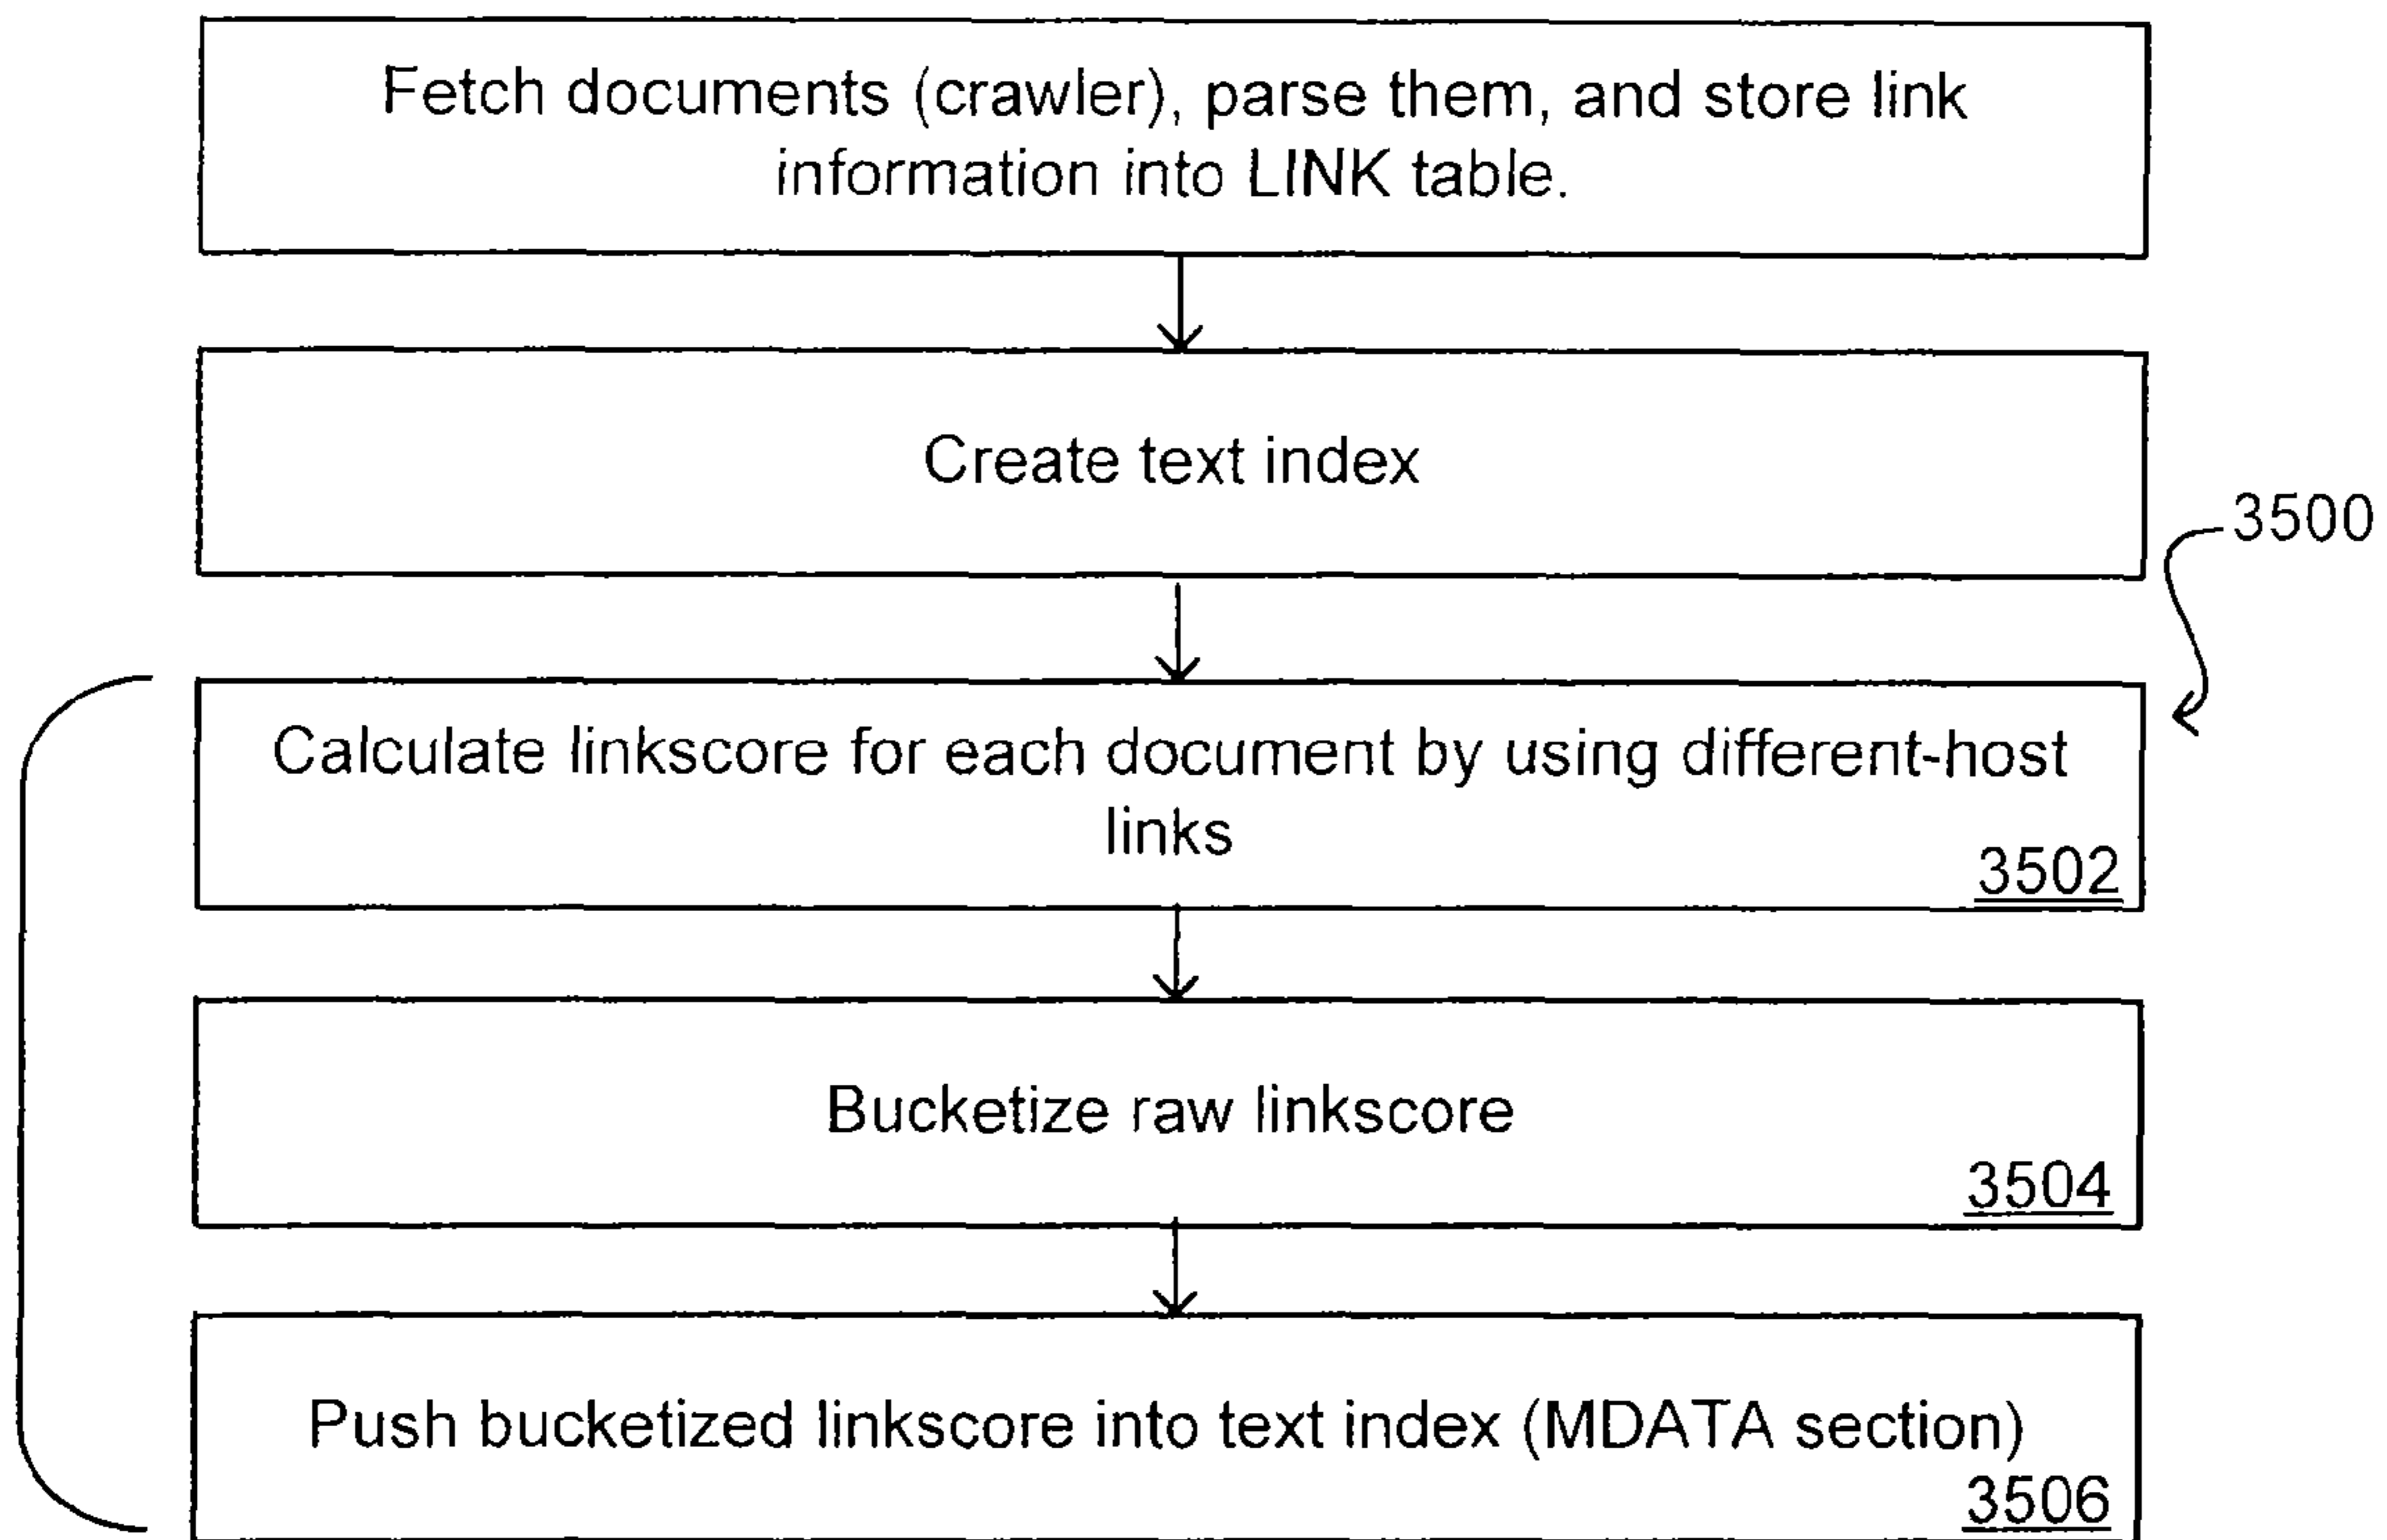 Fetch documents (crawler), parse them, and store link
information into LINK table.
Create text index
3500
Calculate linkscore for each document by using different-host
links
3502
Bucketize raw linkscore
3504
Push bucketized linkscore into text index (MDATA section)
3506